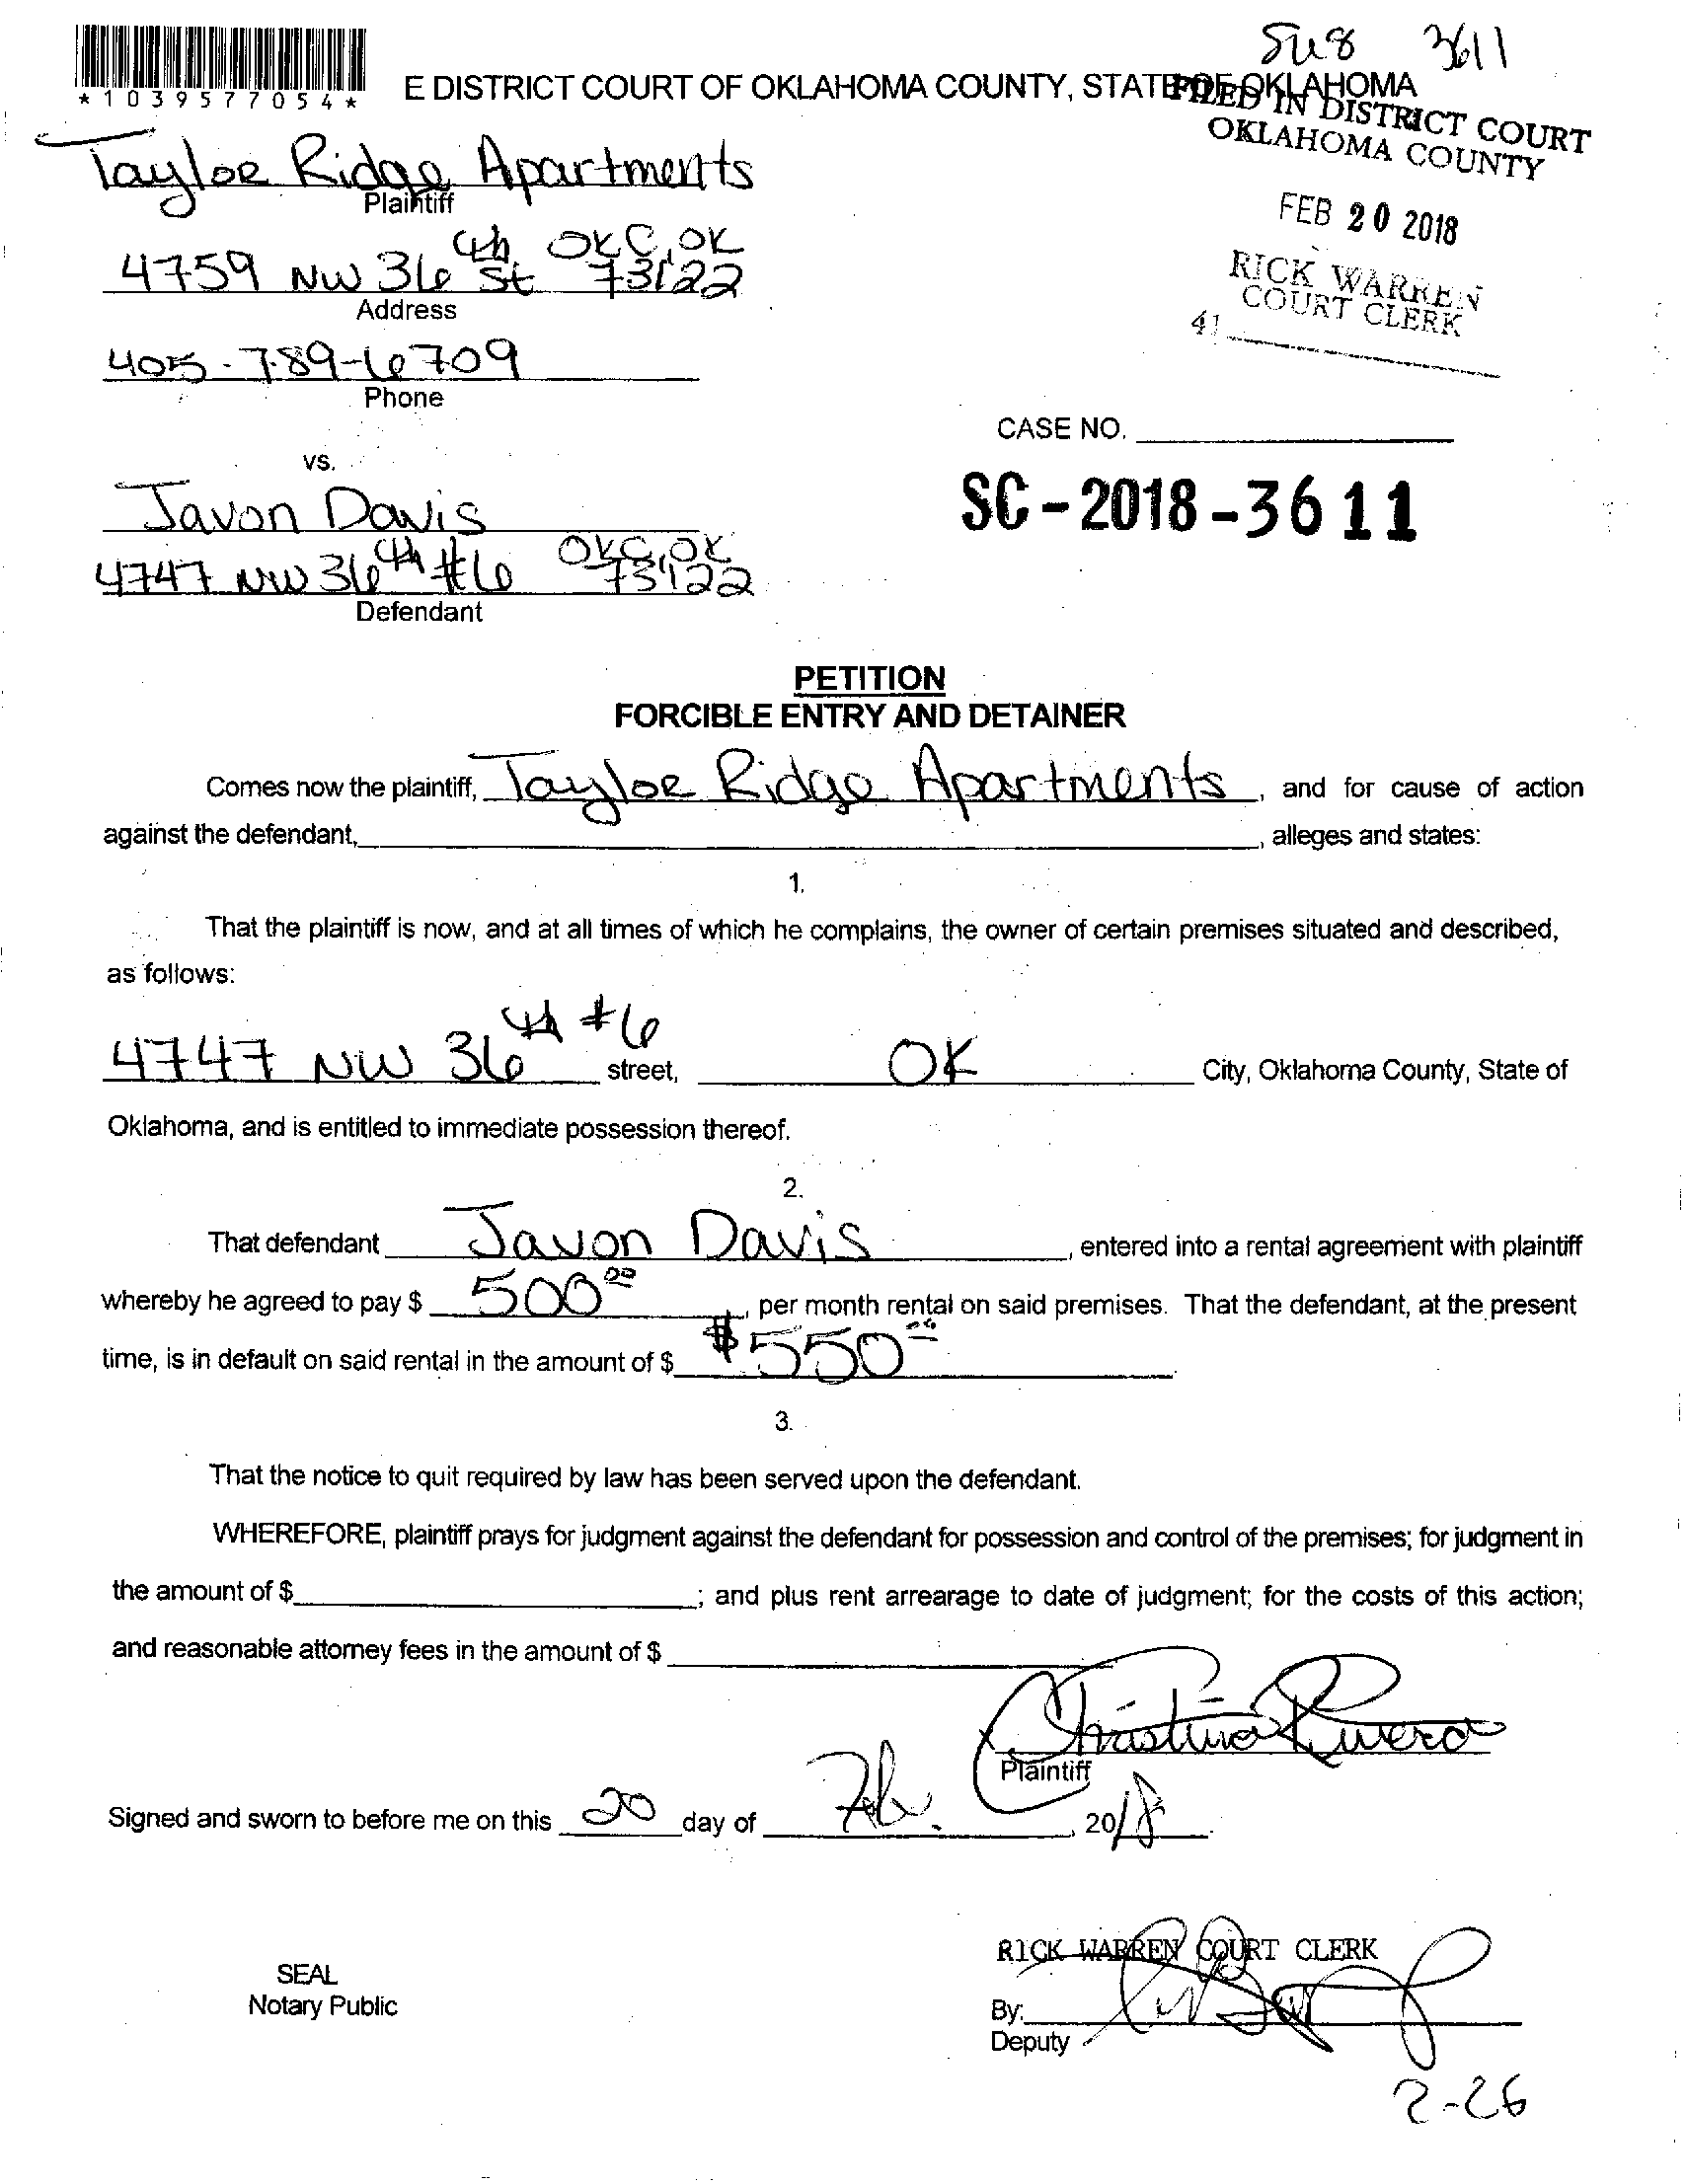 Su8 3611
*1039577054*
E DISTRICT COURT OF OKLAHOMA COUNTY, STATE OF OKLAHOMA
FILED IN DISTRICT COURT
OKLAHOMA COUNTY
FEB 20 2018
RICK WARREN
COURT CLERK
41
Tayloe Ridge Apartments
Plaintiff
4759 NW 36th St OKC, OK 73122
Address
405-789-6709
Phone
CASE NO.
vs.
SC-2018-3611
Javon Davis
4747 NW 36th #6 OKC, OK 73122
Defendant
PETITION
FORCIBLE ENTRY AND DETAINER
Comes now the plaintiff, Tayloe Ridge Apartments, and for cause of action
against the defendant, , alleges and states:
1.
That the plaintiff is now, and at all times of which he complains, the owner of certain premises situated and described,
as follows:
4747 NW 36th #6 street, OK City, Oklahoma County, State of
Oklahoma, and is entitled to immediate possession thereof.
2.
That defendant Javon Davis, entered into a rental agreement with plaintiff
whereby he agreed to pay $ 500 00, per month rental on said premises. That the defendant, at the present
time, is in default on said rental in the amount of $ $550 00
3.
That the notice to quit required by law has been served upon the defendant.
WHEREFORE, plaintiff prays for judgment against the defendant for possession and control of the premises; for judgment in
the amount of $ ; and plus rent arrearage to date of judgment; for the costs of this action;
and reasonable attorney fees in the amount of $
Christina Rivera
Plaintiff
Signed and sworn to before me on this 20 day of Feb., 2018
RICK WARREN COURT CLERK
SEAL
Notary Public
By:
Deputy
2-26